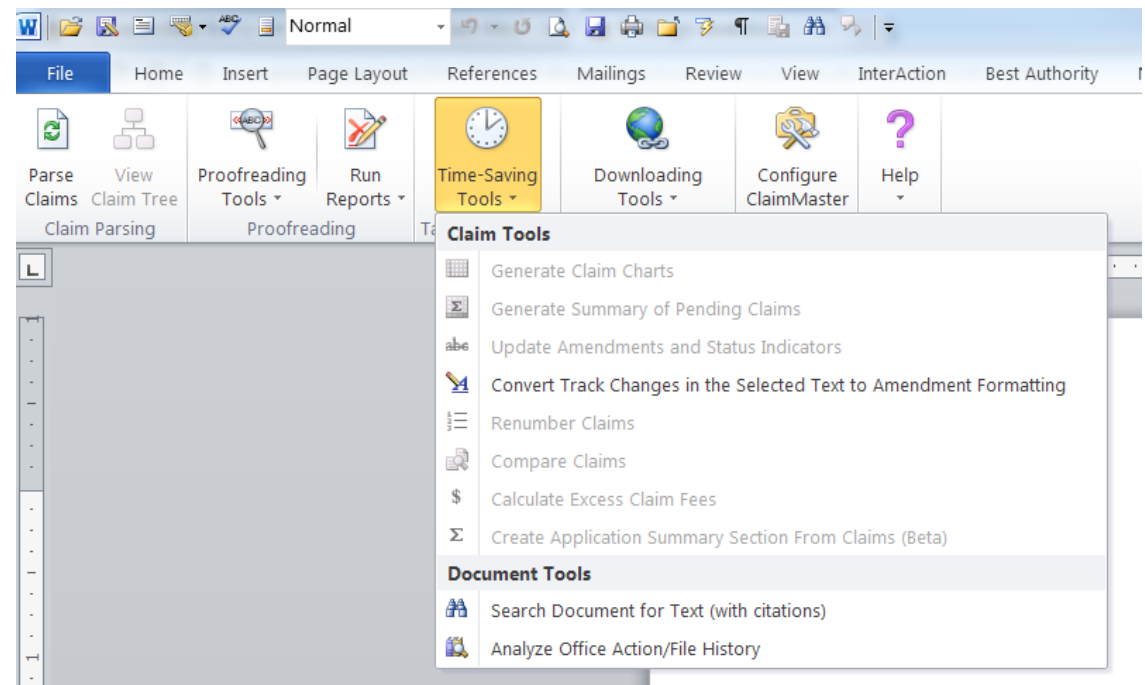 W ABC Normal
File Home Insert Page Layout References Mailings Review View InterAction Best Authority
«ABC»
Parse Claims
View Claim Tree
Proofreading Tools
Run Reports
Time-Saving Tools
Downloading Tools
Configure ClaimMaster
Help
Claim Parsing Proofreading
Claim Tools
Generate Claim Charts
Generate Summary of Pending Claims
abc Update Amendments and Status Indicators
Convert Track Changes in the Selected Text to Amendment Formatting
Renumber Claims
Compare Claims
$ Calculate Excess Claim Fees
Σ Create Application Summary Section From Claims (Beta)
Document Tools
Search Document for Text (with citations)
Analyze Office Action/File History